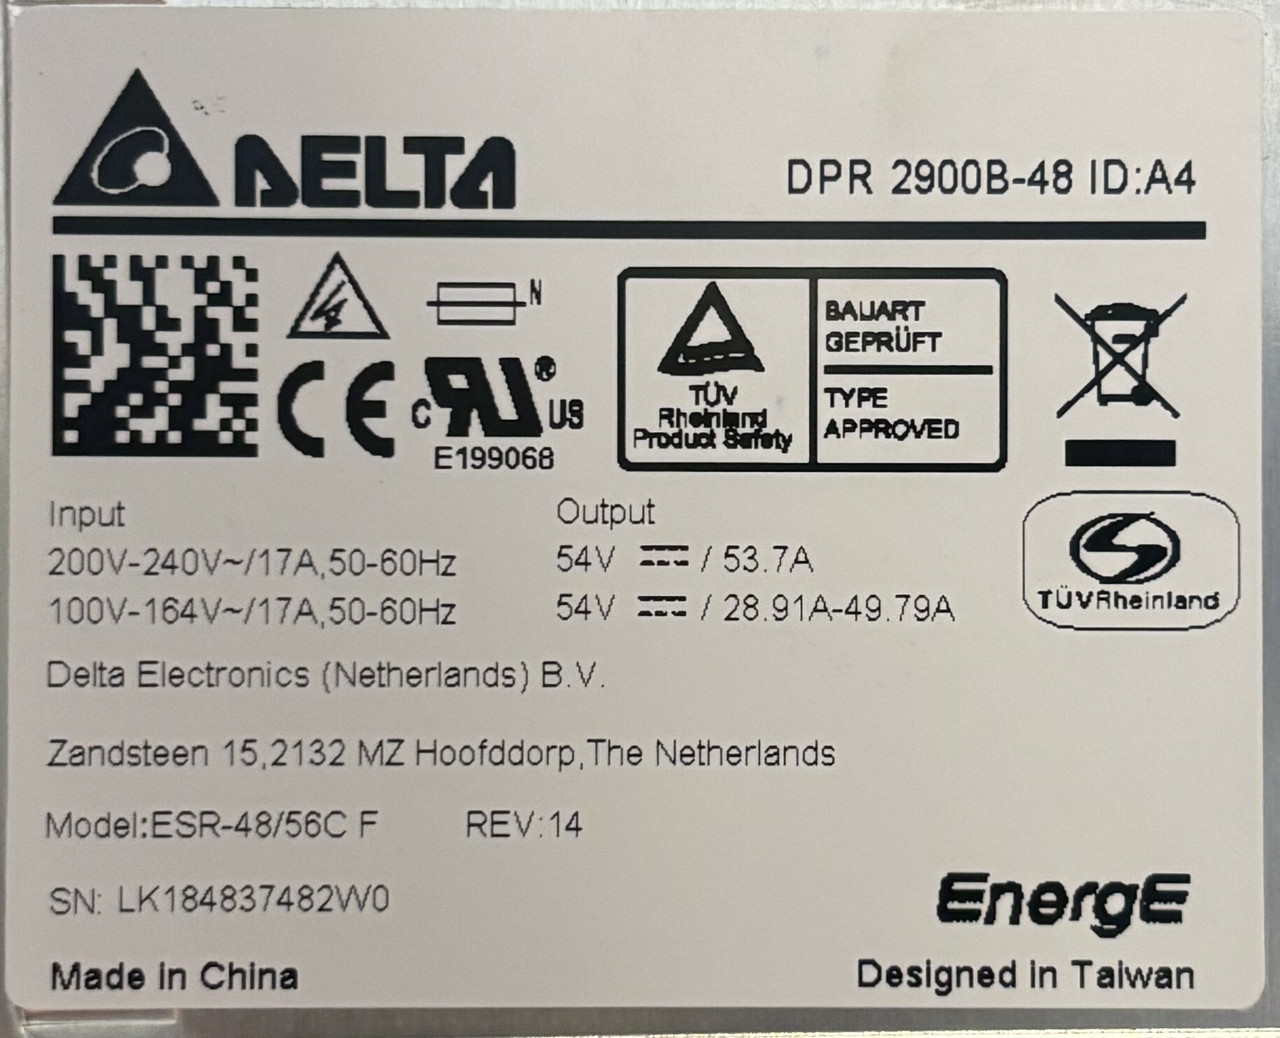 DELTA
DPR 2900B-48 ID:A4
N
CE
C RU® US
E199068
TÜV
Rheinland
Product Safety
BAUART
GEPRÜFT
TYPE
APPROVED
TÜVRheinland
Input
200V-240V~/17A,50-60Hz
100V-164V~/17A,50-60Hz
Output
54V ⎓ / 53.7A
54V ⎓ / 28.91A-49.79A
Delta Electronics (Netherlands) B.V.
Zandsteen 15,2132 MZ Hoofddorp,The Netherlands
Model:ESR-48/56C F REV:14
SN: LK184837482W0
EnergE
Made in China
Designed in Taiwan